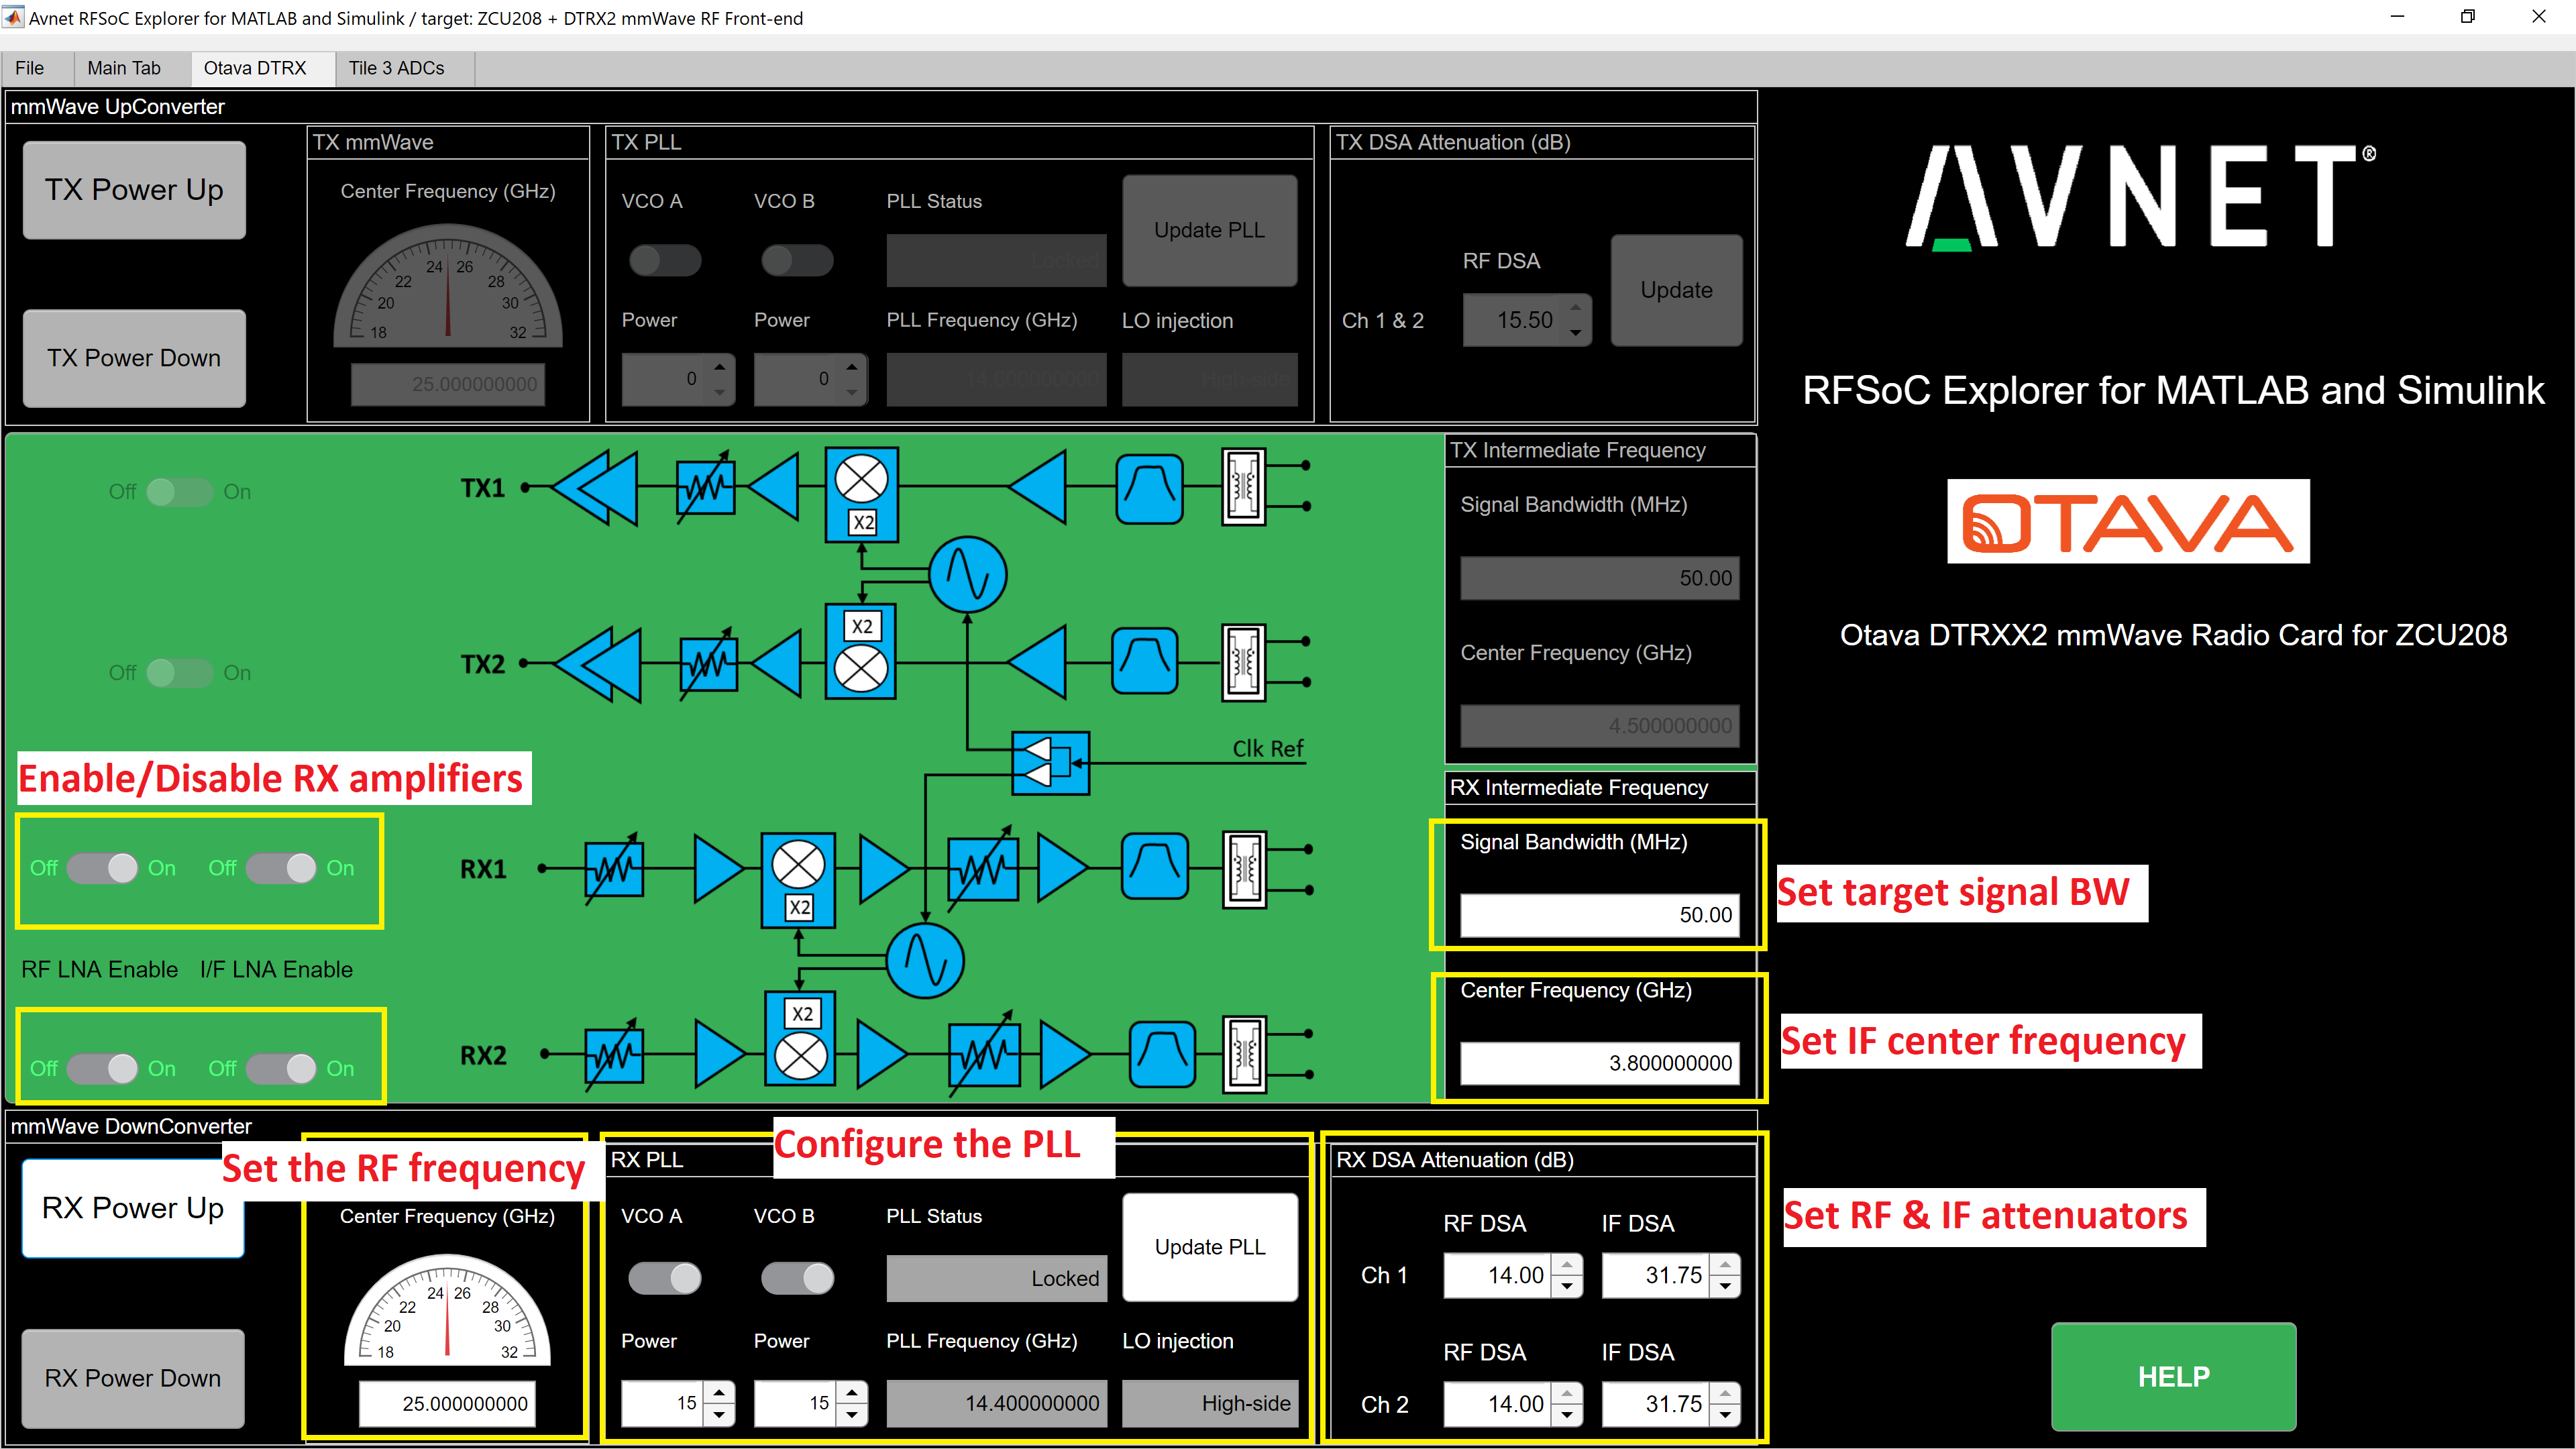 Avnet RFSoC Explorer for MATLAB and Simulink / target: ZCU208 + DTRX2 mmWave RF Front-end
File Main Tab Otava DTRX Tile 3 ADCs
mmWave UpConverter
TX Power Up
TX Power Down
TX mmWave
Center Frequency (GHz)
18 20 22 24 26 28 30 32
25.000000000
TX PLL
VCO A VCO B PLL Status
Locked
Update PLL
Power Power PLL Frequency (GHz) LO injection
0 0 14.600000000 High-side
TX DSA Attenuation (dB)
RF DSA
Ch 1 & 2 15.50
Update
AVNET®
RFSoC Explorer for MATLAB and Simulink
OTAVA
Otava DTRXX2 mmWave Radio Card for ZCU208
Off On
TX1
X2
Off On
TX2
X2
Clk Ref
TX Intermediate Frequency
Signal Bandwidth (MHz)
50.00
Center Frequency (GHz)
4.500000000
Enable/Disable RX amplifiers
Off On Off On
RX1
X2
RF LNA Enable I/F LNA Enable
Off On Off On
RX2
X2
RX Intermediate Frequency
Signal Bandwidth (MHz)
50.00
Set target signal BW
Center Frequency (GHz)
3.800000000
Set IF center frequency
mmWave DownConverter
RX Power Up
RX Power Down
Set the RF frequency
Center Frequency (GHz)
18 20 22 24 26 28 30 32
25.000000000
Configure the PLL
RX PLL
VCO A VCO B PLL Status
Locked
Update PLL
Power Power PLL Frequency (GHz) LO injection
15 15 14.400000000 High-side
RX DSA Attenuation (dB)
RF DSA IF DSA
Ch 1 14.00 31.75
RF DSA IF DSA
Ch 2 14.00 31.75
Set RF & IF attenuators
HELP